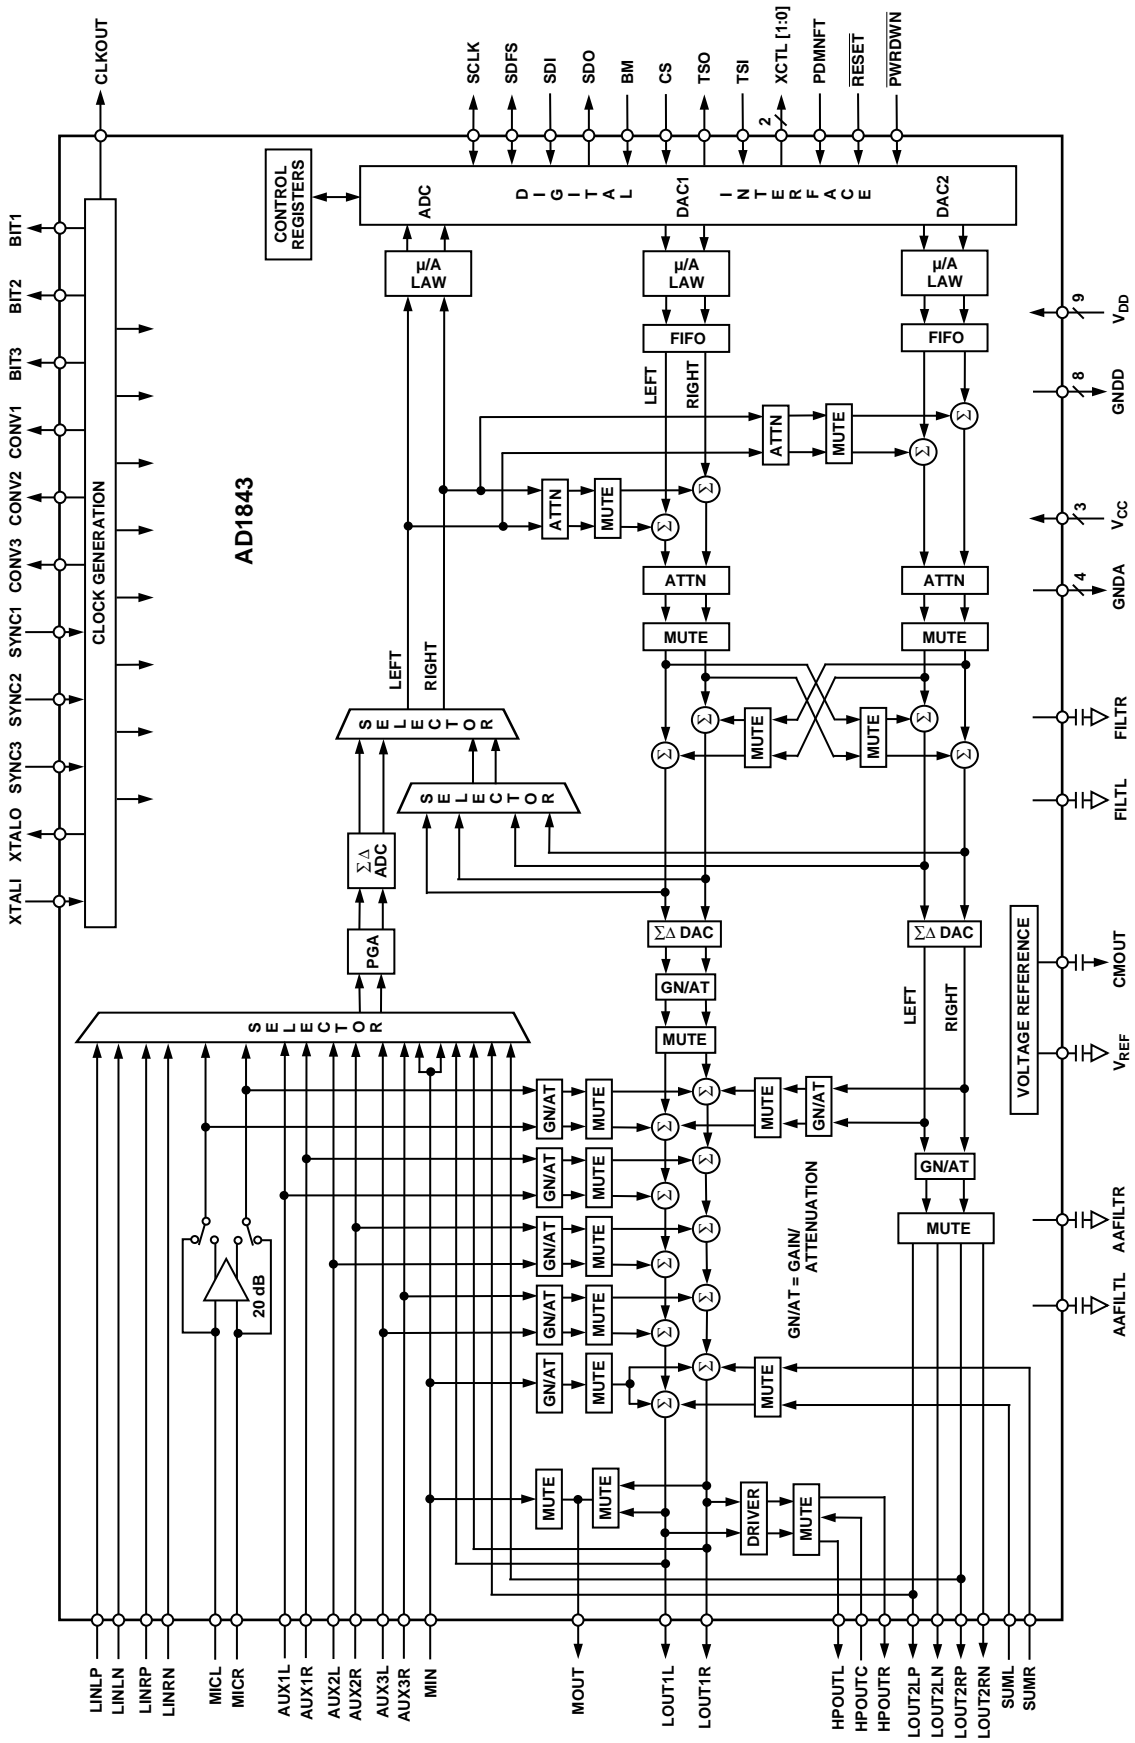 XTALI
XTALO
SYNC3
SYNC2
SYNC1
CONV3
CONV2
CONV1
BIT3
BIT2
BIT1
CLKOUT
CLOCK GENERATION
AD1843
LINLP
LINLN
LINRP
LINRN
MICL
MICR
AUX1L
AUX1R
AUX2L
AUX2R
AUX3L
AUX3R
MIN
MOUT
LOUT1L
LOUT1R
HPOUTL
HPOUTC
HPOUTR
LOUT2LP
LOUT2LN
LOUT2RP
LOUT2RN
SUML
SUMR
20 dB
SELECTOR
PGA
ΣΔ
ADC
SELECTOR
SELECTOR
LEFT
RIGHT
µ/A
LAW
ADC
CONTROL
REGISTERS
DIGITAL
INTERFACE
DAC1
DAC2
SCLK
SDFS
SDI
SDO
BM
CS
TSO
TSI
XCTL [1:0]
2
PDMNFT
RESET
PWRDWN
GN/AT
GN/AT
GN/AT
GN/AT
GN/AT
MUTE
MUTE
MUTE
MUTE
MUTE
MUTE
MUTE
ATTN
MUTE
ATTN
MUTE
Σ
Σ
Σ
Σ
Σ
Σ
Σ
Σ
Σ
Σ
MUTE
GN/AT
ΣΔ DAC
Σ
Σ
MUTE
ATTN
Σ
Σ
LEFT
RIGHT
FIFO
µ/A
LAW
DRIVER
MUTE
MUTE
MUTE
GN/AT
MUTE
MUTE
GN/AT = GAIN/
ATTENUATION
MUTE
GN/AT
LEFT
RIGHT
ΣΔ DAC
Σ
Σ
MUTE
ATTN
Σ
Σ
FIFO
µ/A
LAW
VOLTAGE REFERENCE
AAFILTL
AAFILTR
VREF
CMOUT
FILTL
FILTR
4
GNDA
3
VCC
8
GNDD
9
VDD